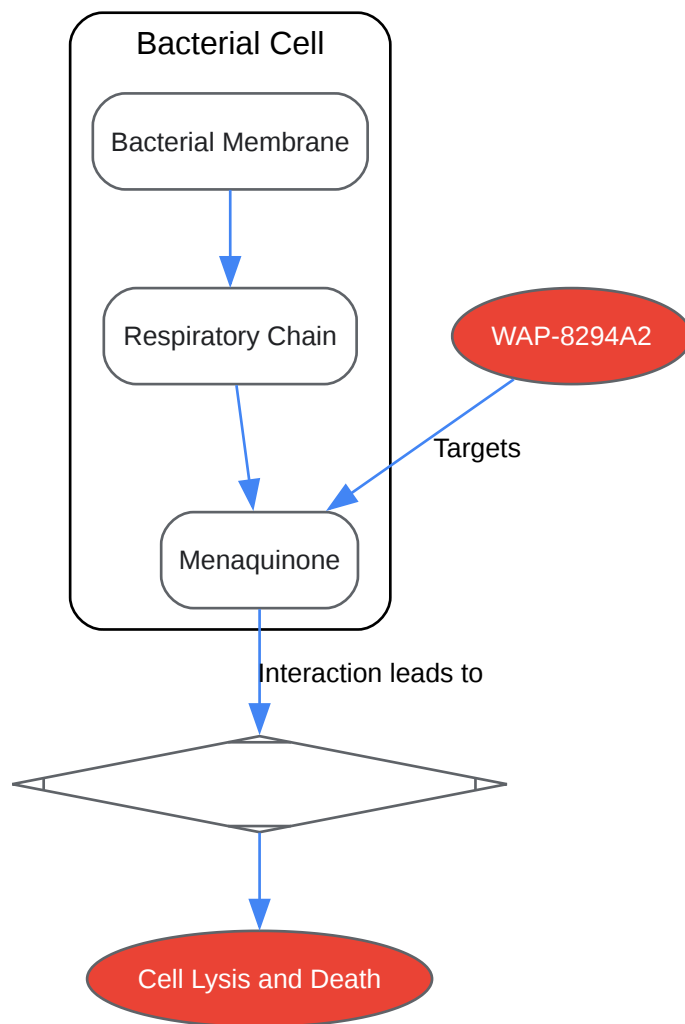 Bacterial Cell
Bacterial Membrane
Respiratory Chain
WAP-8294A2
Targets
Menaquinone
Interaction leads to
Cell Lysis and Death